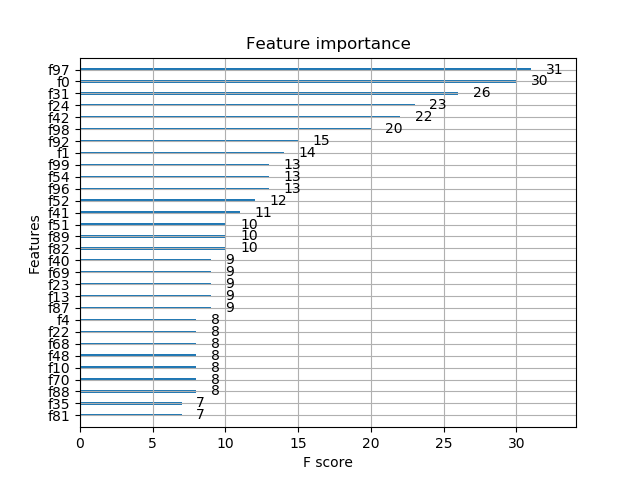 Feature importance
f97 31
f0 30
f31 26
f24 23
f42 22
f98 20
f92 15
f1 14
f99 13
f54 13
f96 13
f52 12
f41 11
f51 10
f89 10
f82 10
f40 9
f69 9
f23 9
f13 9
f87 9
f4 8
f22 8
f68 8
f48 8
f10 8
f70 8
f88 8
f35 7
f81 7
Features
0 5 10 15 20 25 30
F score